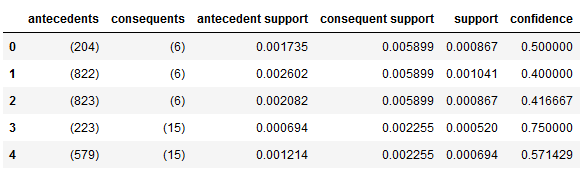 antecedents consequents antecedent support consequent support support confidence
0 (204) (6) 0.001735 0.005899 0.000867 0.500000
1 (822) (6) 0.002602 0.005899 0.001041 0.400000
2 (823) (6) 0.002082 0.005899 0.000867 0.416667
3 (223) (15) 0.000694 0.002255 0.000520 0.750000
4 (579) (15) 0.001214 0.002255 0.000694 0.571429